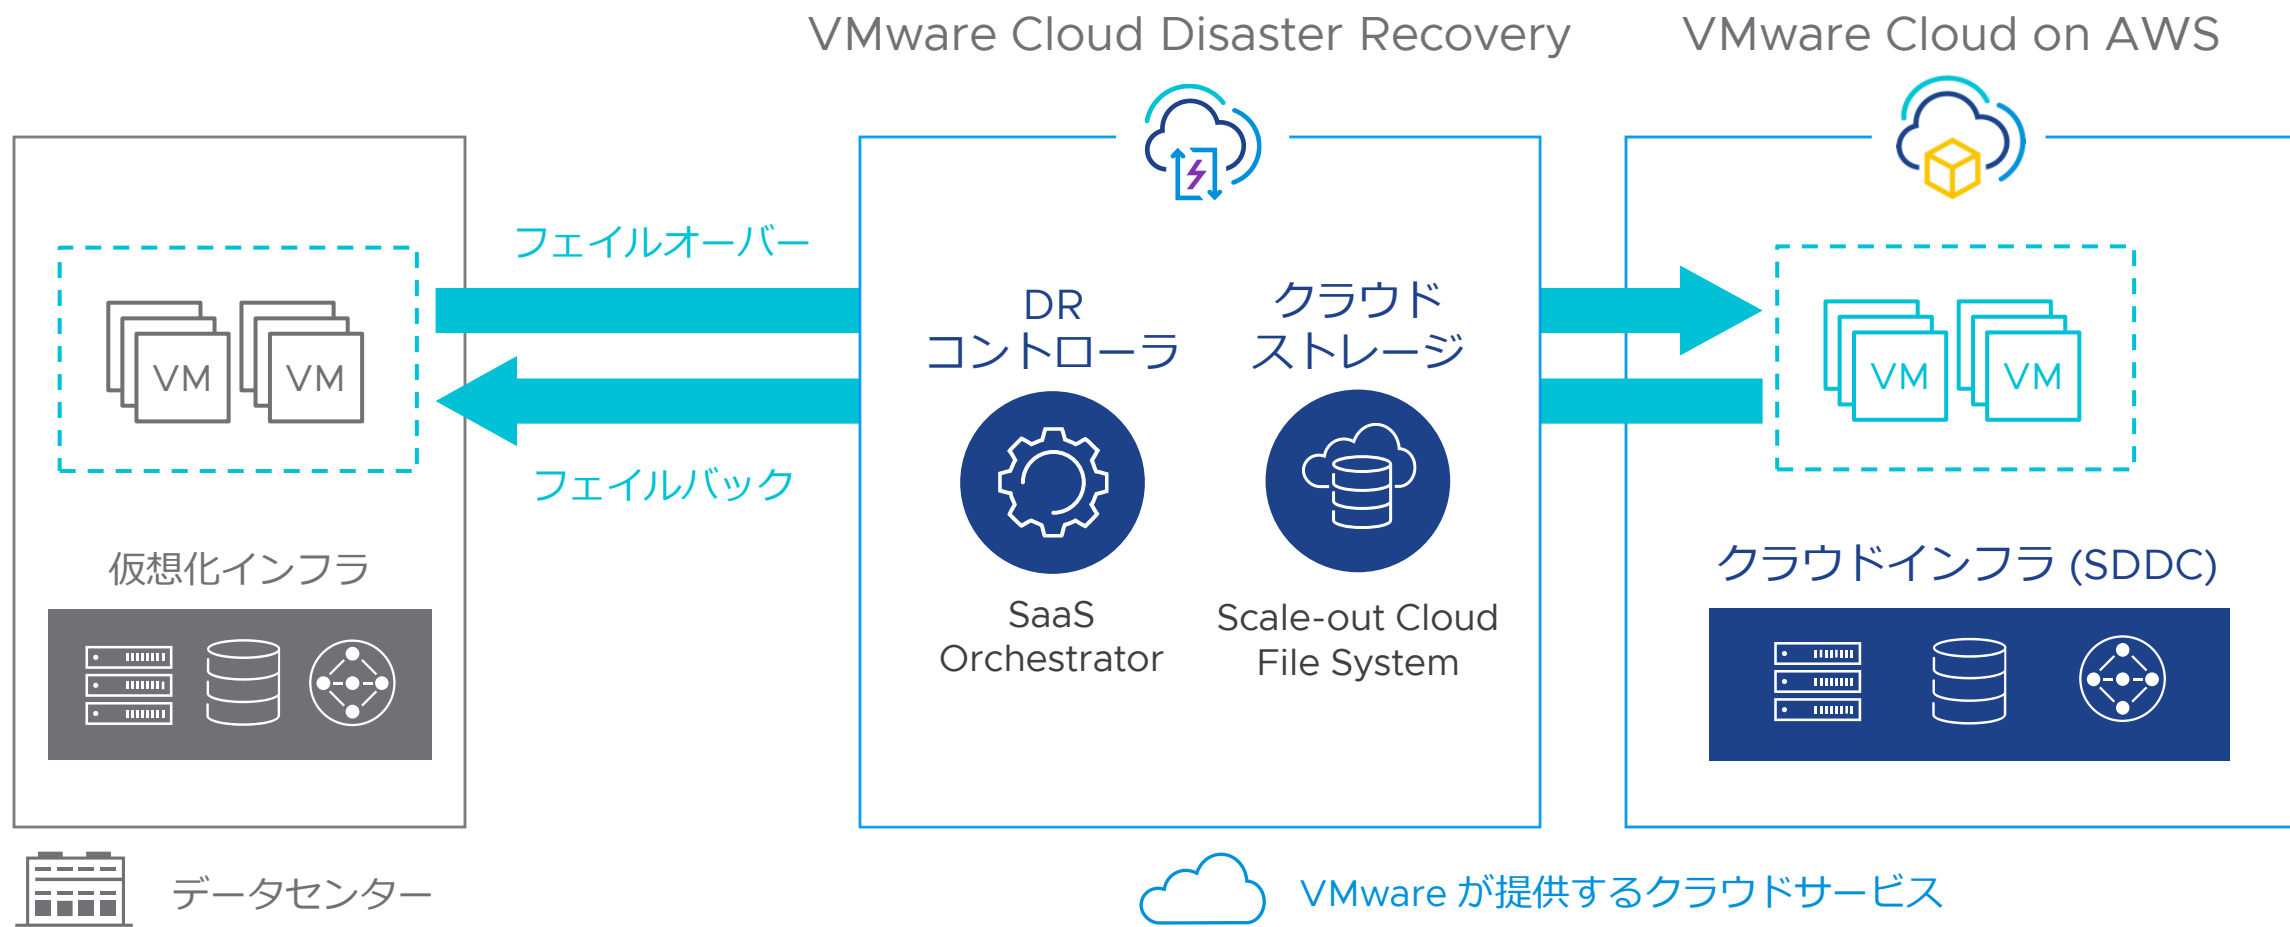 VMware Cloud Disaster Recovery
VMware Cloud on AWS
フェイルオーバー
VM
VM
フェイルバック
仮想化インフラ
データセンター
DR
コントローラ
SaaS
Orchestrator
クラウド
ストレージ
Scale-out Cloud
File System
VM
VM
クラウドインフラ (SDDC)
VMware が提供するクラウドサービス